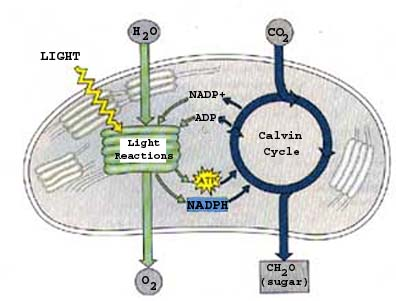 H2O
CO2
LIGHT
NADP+
ADP
Light
Reactions
Calvin
Cycle
ATP
NADPH
O2
CH2O
(sugar)